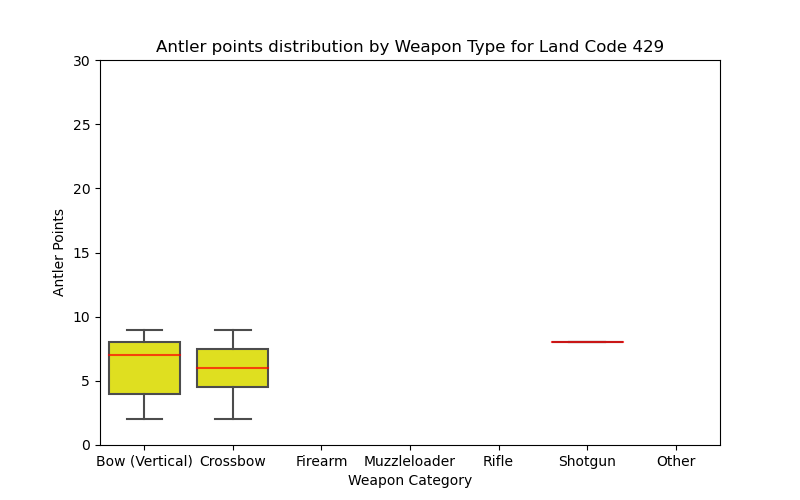 Antler points distribution by Weapon Type for Land Code 429
30
25
20
15
10
5
0
Antler Points
Bow (Vertical) Crossbow Firearm Muzzleloader Rifle Shotgun Other
Weapon Category